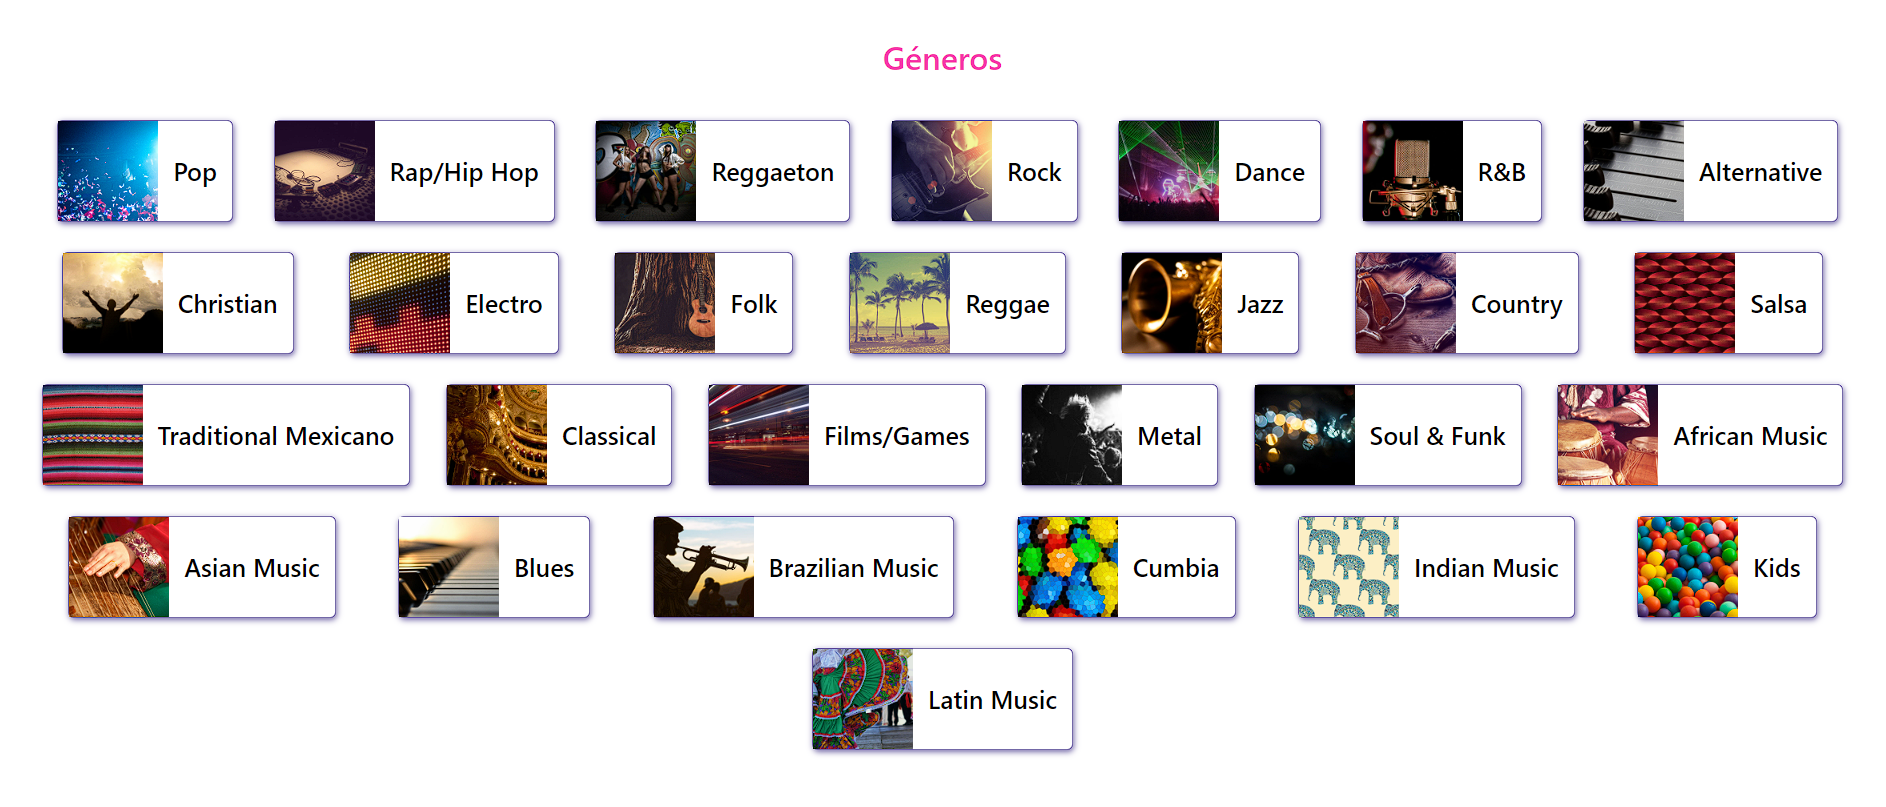 Géneros
Pop
Rap/Hip Hop
Reggaeton
Rock
Dance
R&B
Alternative
Christian
Electro
Folk
Reggae
Jazz
Country
Salsa
Traditional Mexicano
Classical
Films/Games
Metal
Soul & Funk
African Music
Asian Music
Blues
Brazilian Music
Cumbia
Indian Music
Kids
Latin Music